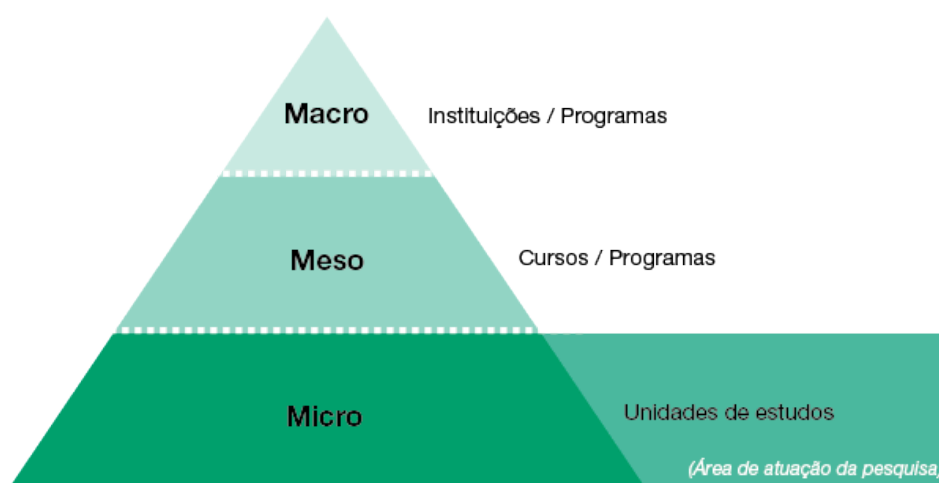 Macro
Instituições / Programas
Meso
Cursos / Programas
Micro
Unidades de estudos
(Área de atuação da pesquisa)